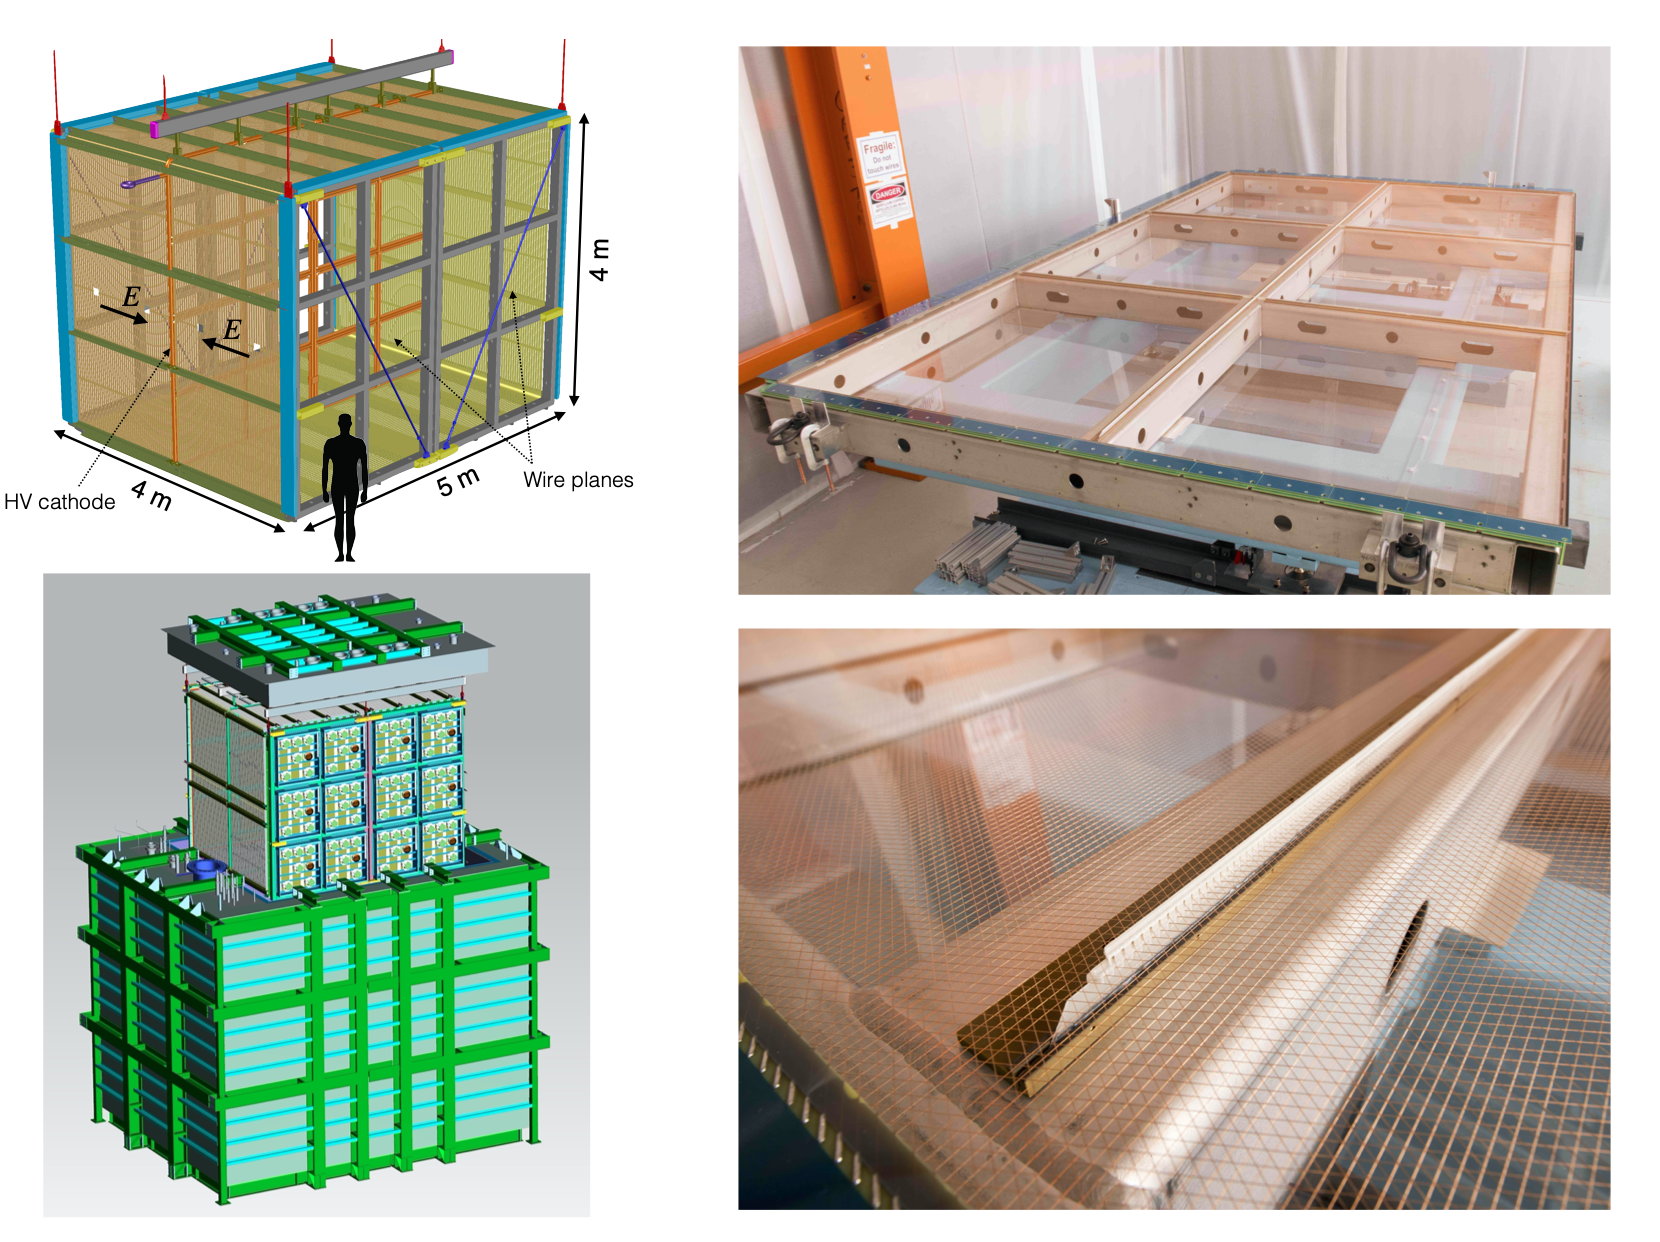 E
E
4 m
HV cathode
4 m
5 m
Wire planes
Fragile:
Do not
touch wires
DANGER